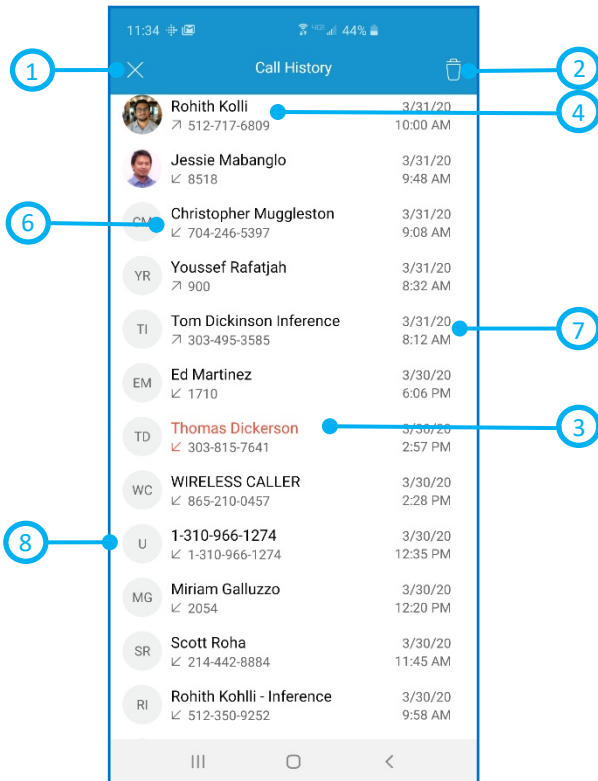 11:34 44%
Call History
1
2
Rohith Kolli 3/31/20
512-717-6809 10:00 AM
4
Jessie Mabanglo 3/31/20
8518 9:48 AM
CM Christopher Muggleston 3/31/20
704-246-5397 9:08 AM
6
YR Youssef Rafatjah 3/31/20
900 8:32 AM
TI Tom Dickinson Inference 3/31/20
303-495-3585 8:12 AM
7
EM Ed Martinez 3/30/20
1710 6:06 PM
TD Thomas Dickerson 3/30/20
303-815-7641 2:57 PM
3
WC WIRELESS CALLER 3/30/20
865-210-0457 2:28 PM
8
U 1-310-966-1274 3/30/20
1-310-966-1274 12:35 PM
MG Miriam Galluzzo 3/30/20
2054 12:20 PM
SR Scott Roha 3/30/20
214-442-8884 11:45 AM
RI Rohith Kohlli - Inference 3/30/20
512-350-9252 9:58 AM